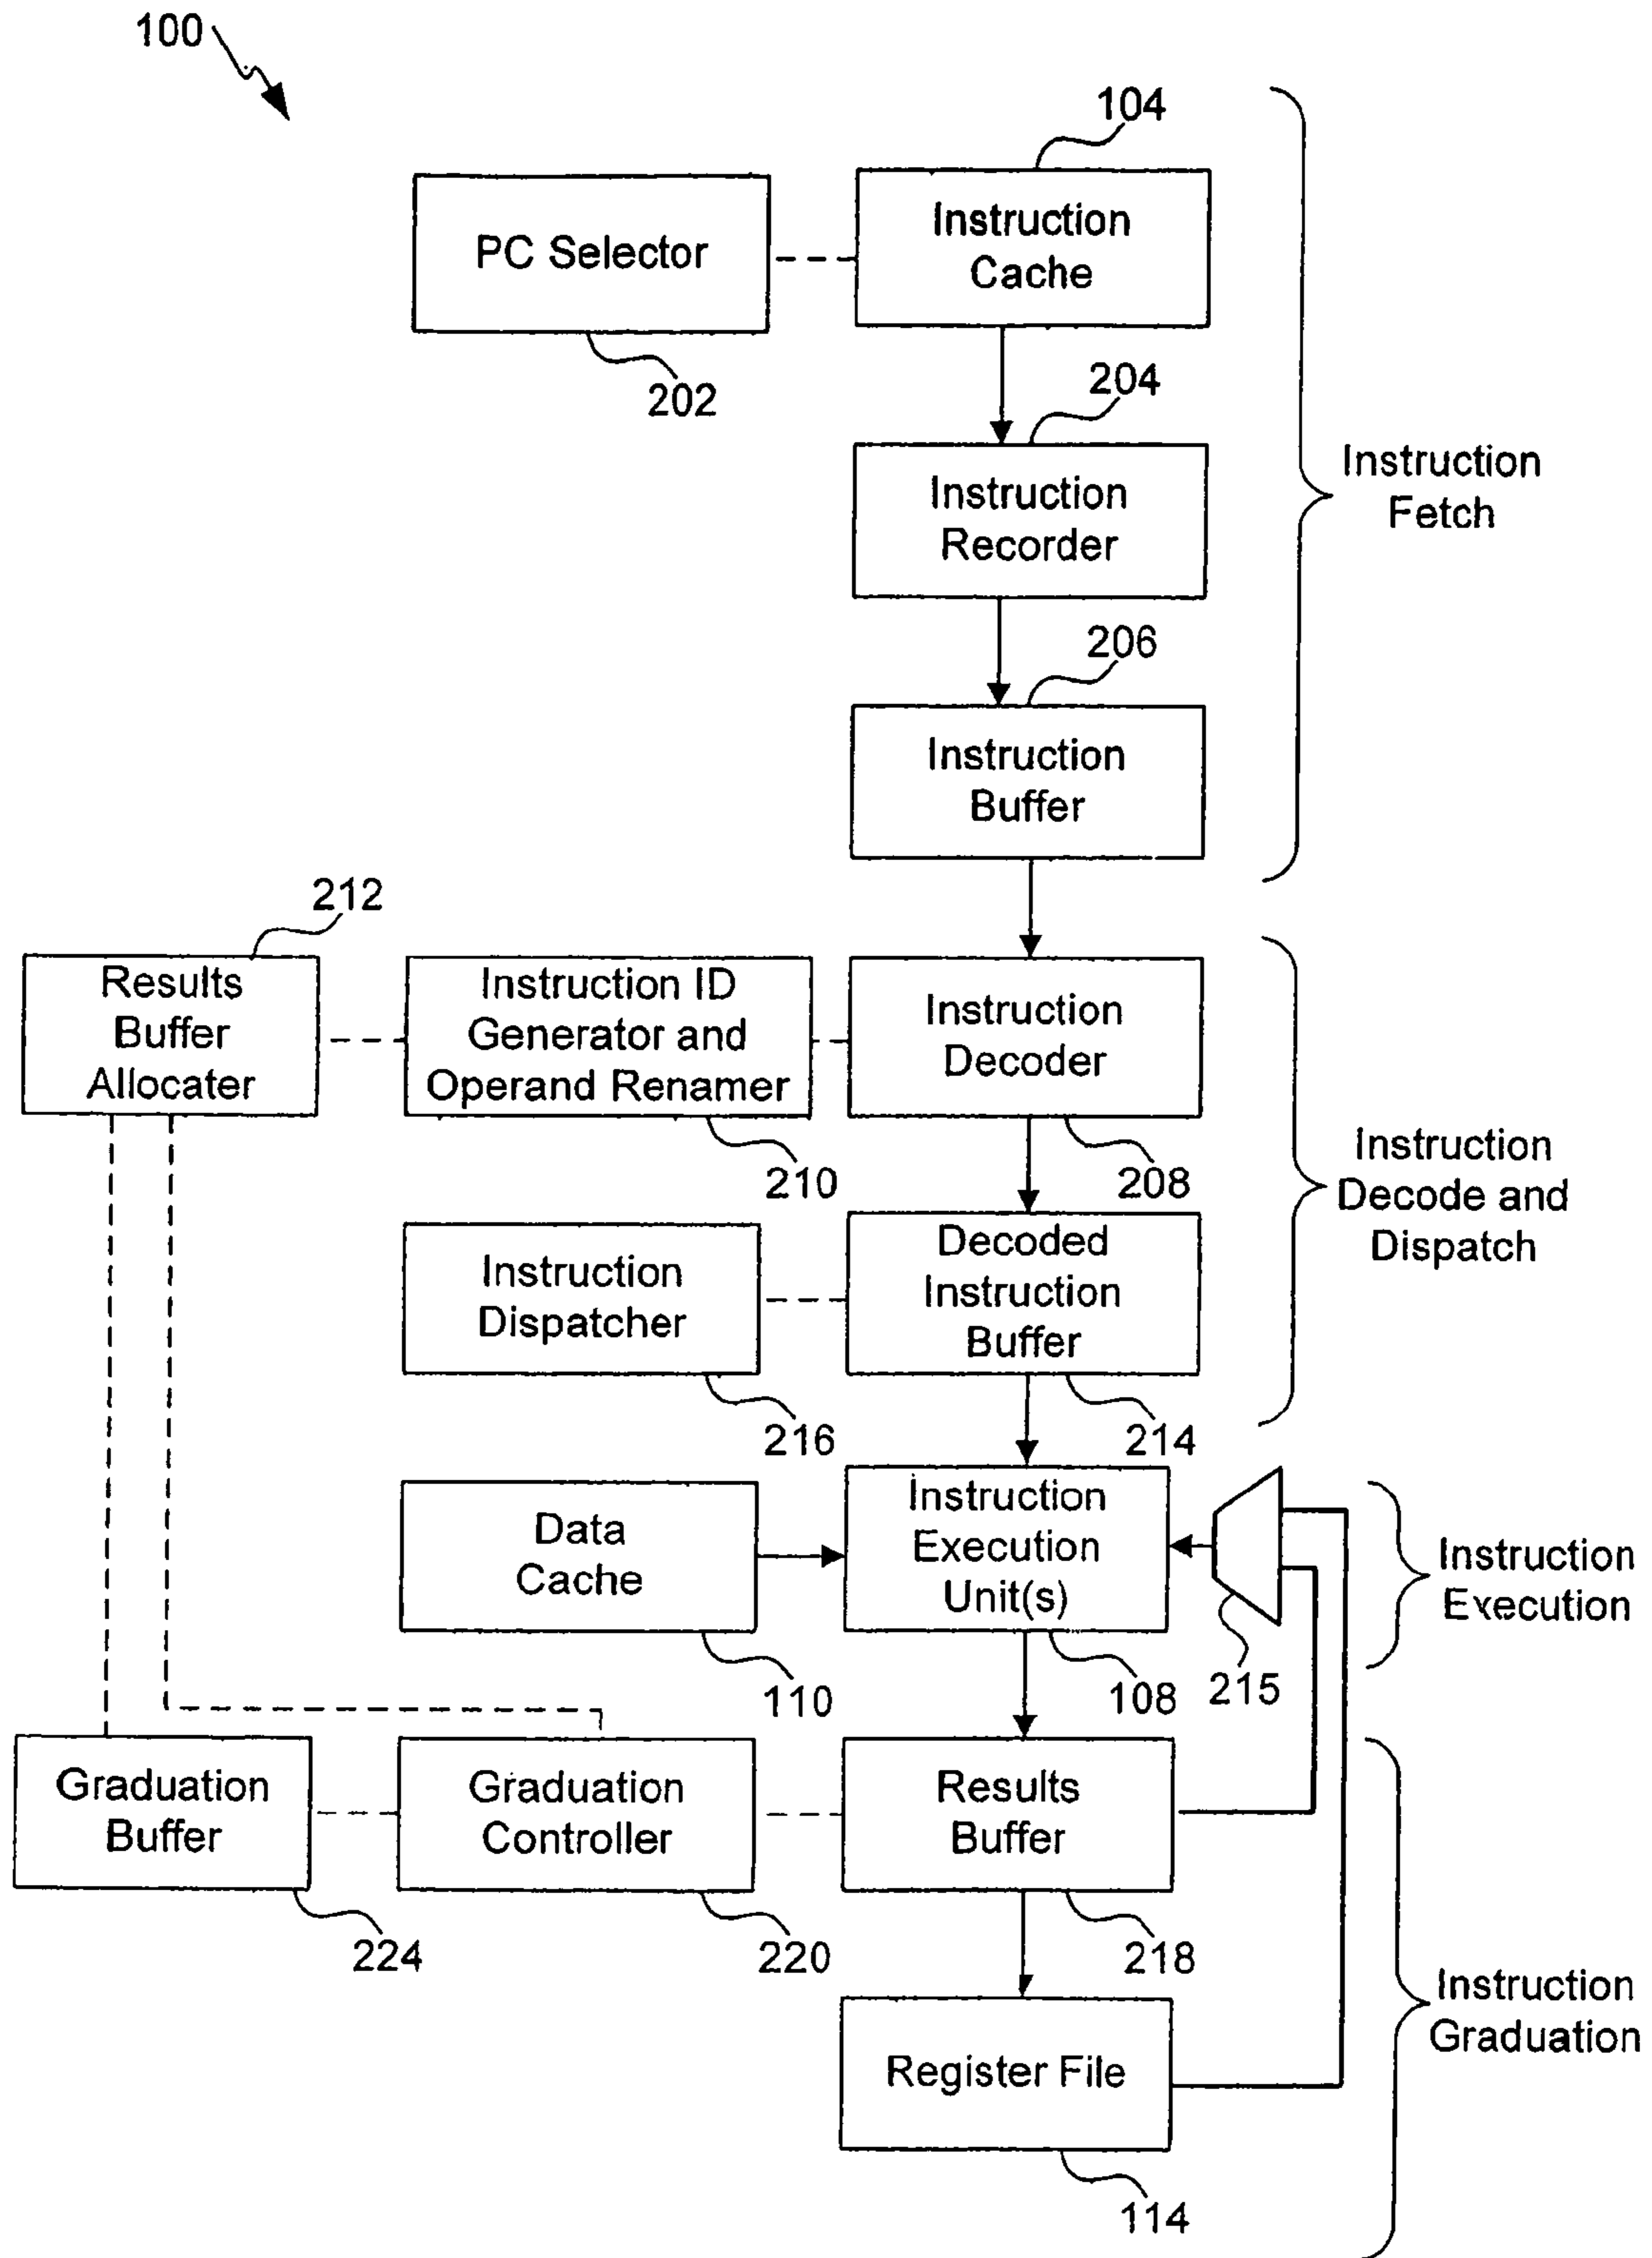 100
104
PC Selector
Instruction
Cache
202
204
Instruction
Recorder
Instruction
Fetch
206
Instruction
Buffer
212
Results
Buffer
Allocater
Instruction ID
Generator and
Operand Renamer
Instruction
Decoder
210
208
Instruction
Decode and
Dispatch
Instruction
Dispatcher
Decoded
Instruction
Buffer
216
214
Data
Cache
Instruction
Execution
Unit(s)
Instruction
Execution
110
108
215
Graduation
Buffer
Graduation
Controller
Results
Buffer
224
220
218
Instruction
Graduation
Register File
114